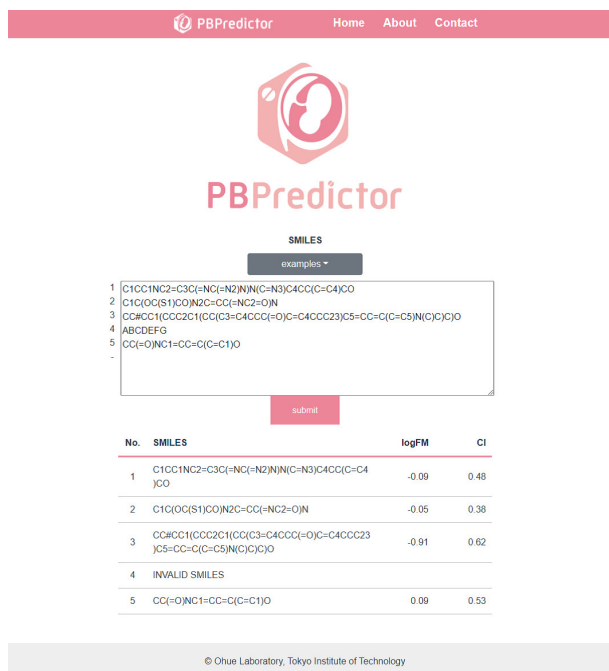 PBPredictor Home About Contact
PBPredictor
SMILES
examples
1 C1CC1NC2=C3C(=NC(=N2)N)N(C=N3)C4CC(C=C4)CO
2 C1C(OC(S1)CO)N2C=CC(=NC2=O)N
3 CC#CC1(CCC2C1(CC(C3=C4CCC(=O)C=C4CCC23)C5=CC=C(C=C5)N(C)C)C)O
4 ABCDEFG
5 CC(=O)NC1=CC=C(C=C1)O
-
submit
No. SMILES logFM CI
1 C1CC1NC2=C3C(=NC(=N2)N)N(C=N3)C4CC(C=C4
)CO -0.09 0.48
2 C1C(OC(S1)CO)N2C=CC(=NC2=O)N -0.05 0.38
3 CC#CC1(CCC2C1(CC(C3=C4CCC(=O)C=C4CCC23
)C5=CC=C(C=C5)N(C)C)C)O -0.91 0.62
4 INVALID SMILES
5 CC(=O)NC1=CC=C(C=C1)O 0.09 0.53
© Ohue Laboratory, Tokyo Institute of Technology